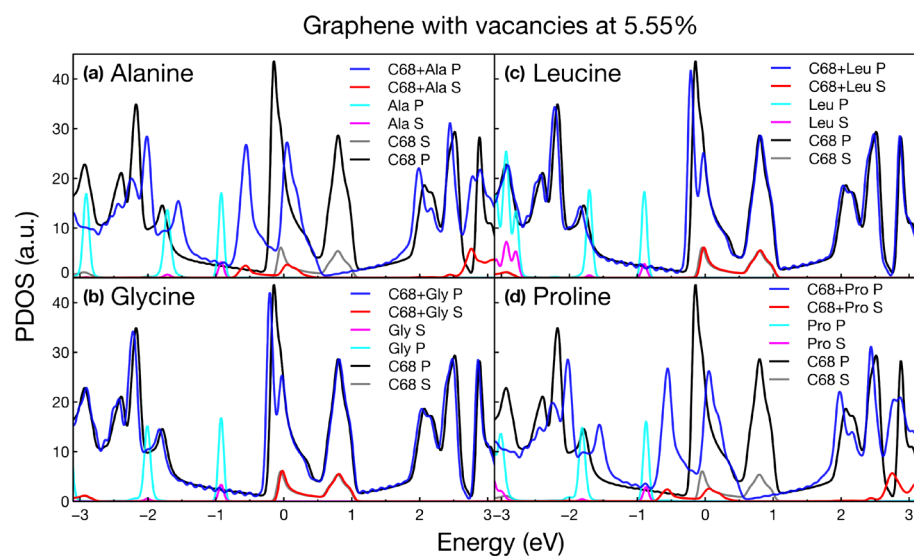 Graphene with vacancies at 5.55%
PDOS (a.u.)
(a) Alanine
C68+Ala P
C68+Ala S
Ala P
Ala S
C68 S
C68 P
40
30
20
10
0
(c) Leucine
C68+Leu P
C68+Leu S
Leu P
Leu S
C68 P
C68 S
(b) Glycine
C68+Gly P
C68+Gly S
Gly S
Gly P
C68 P
C68 S
40
30
20
10
0
−3 −2 −1 0 1 2 3
(d) Proline
C68+Pro P
C68+Pro S
Pro P
Pro S
C68 P
C68 S
−2 −1 0 1 2 3
Energy (eV)